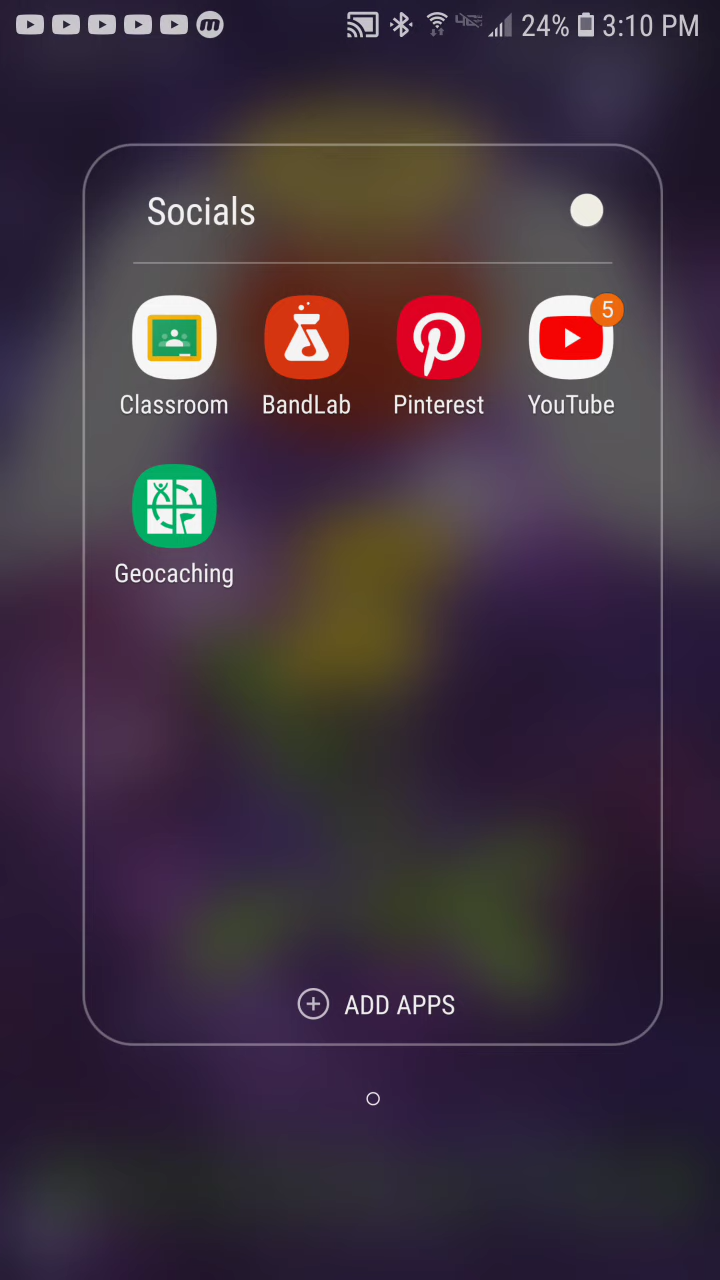 24% 3:10 PM
Socials
5
Classroom BandLab Pinterest YouTube
Geocaching
ADD APPS